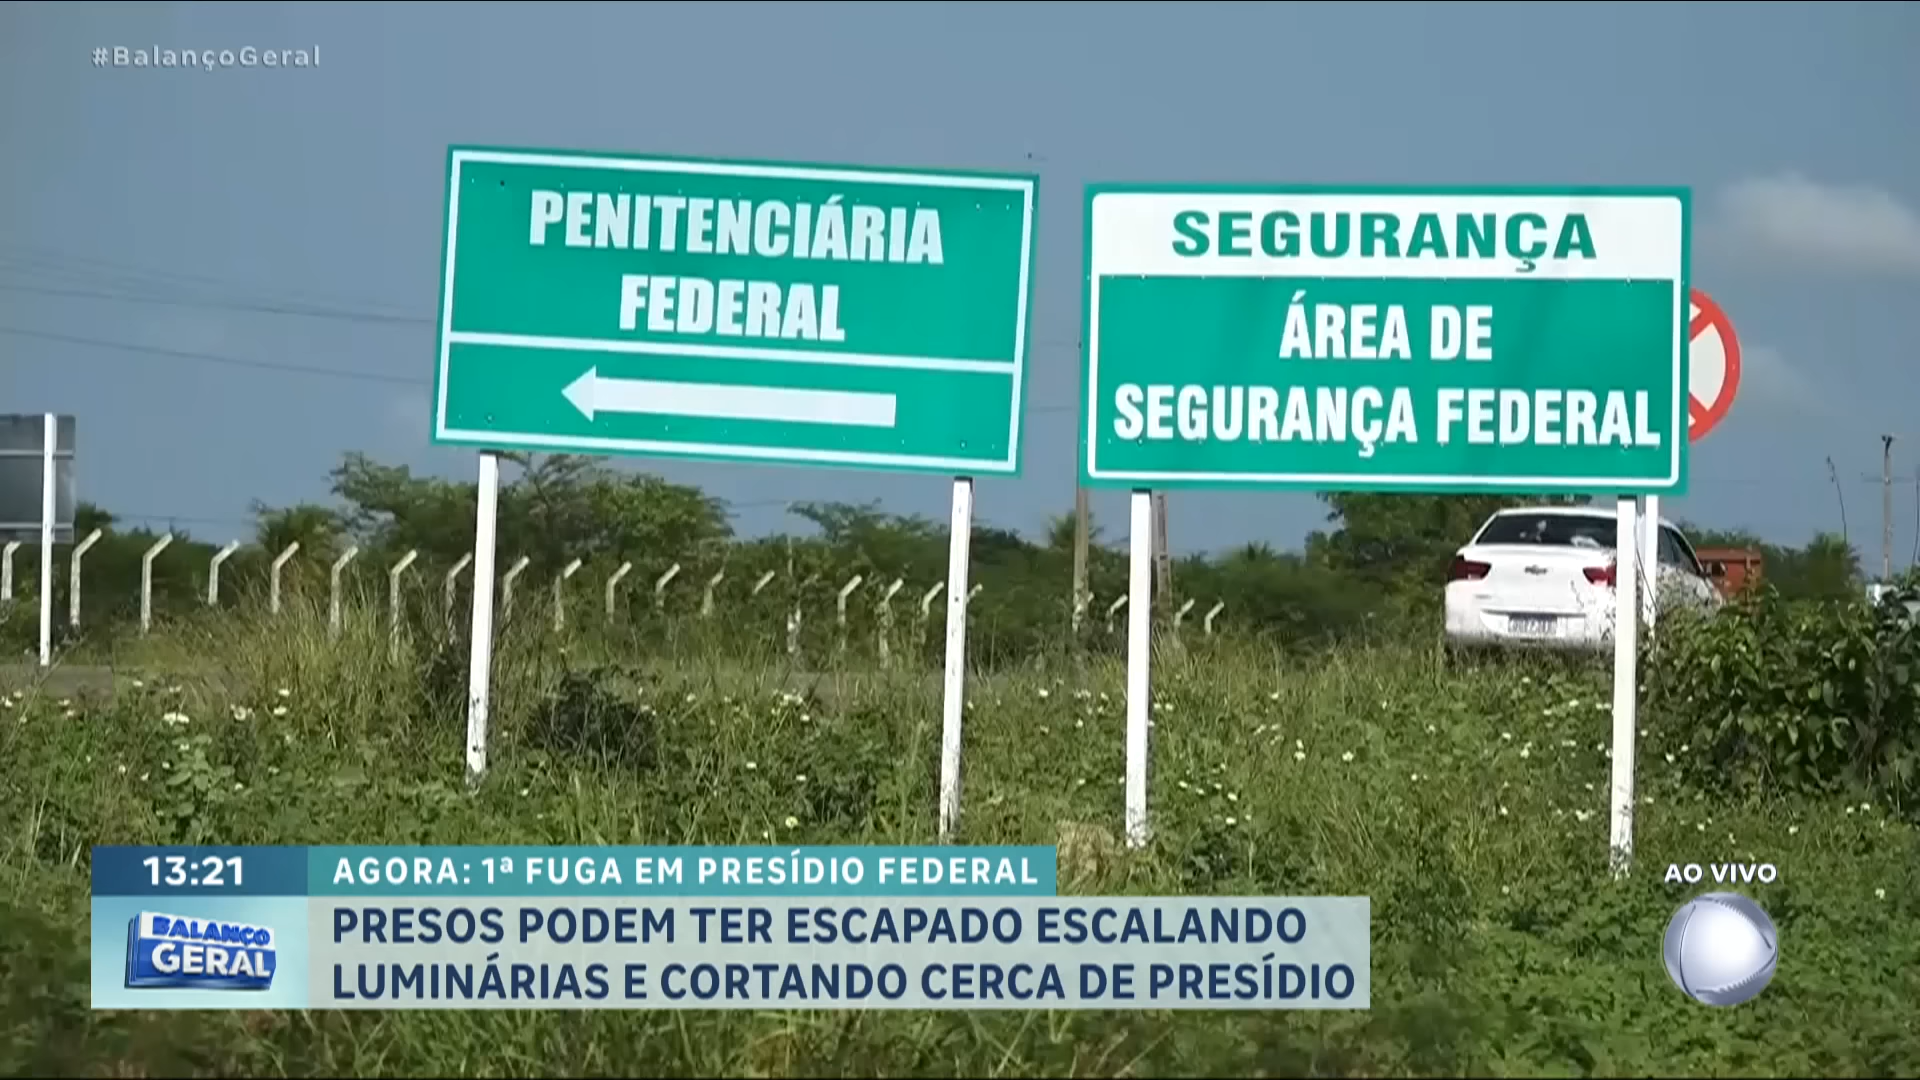 #BalançoGeral
PENITENCIÁRIA
FEDERAL
SEGURANÇA
ÁREA DE
SEGURANÇA FEDERAL
13:21
AGORA: 1ª FUGA EM PRESÍDIO FEDERAL
BALANÇO
GERAL
PRESOS PODEM TER ESCAPADO ESCALANDO
LUMINÁRIAS E CORTANDO CERCA DE PRESÍDIO
AO VIVO